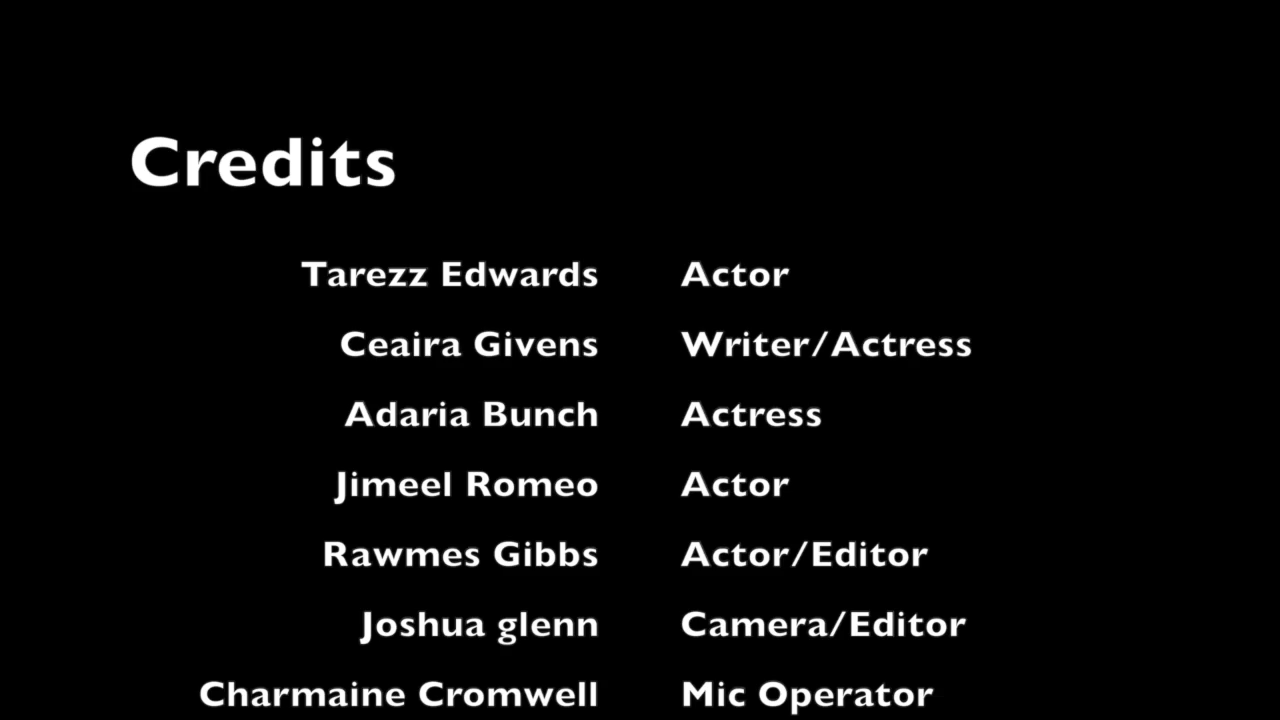 Credits
Tarezz Edwards Actor
Ceaira Givens Writer/Actress
Adaria Bunch Actress
Jimeel Romeo Actor
Rawmes Gibbs Actor/Editor
Joshua glenn Camera/Editor
Charmaine Cromwell Mic Operator